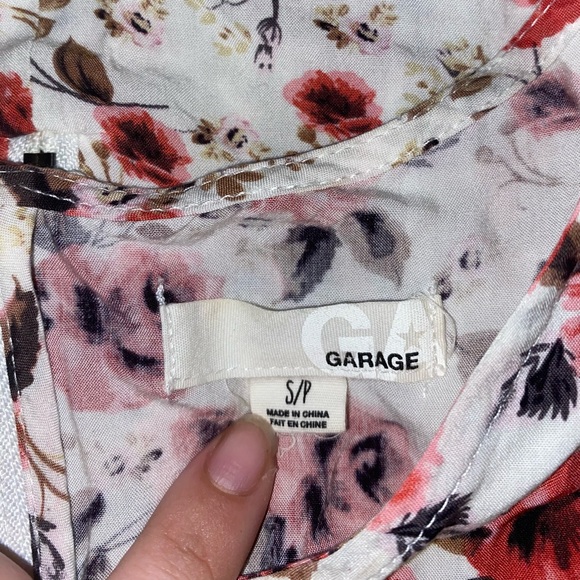 GA
GARAGE
S/P
MADE IN CHINA
FAIT EN CHINE